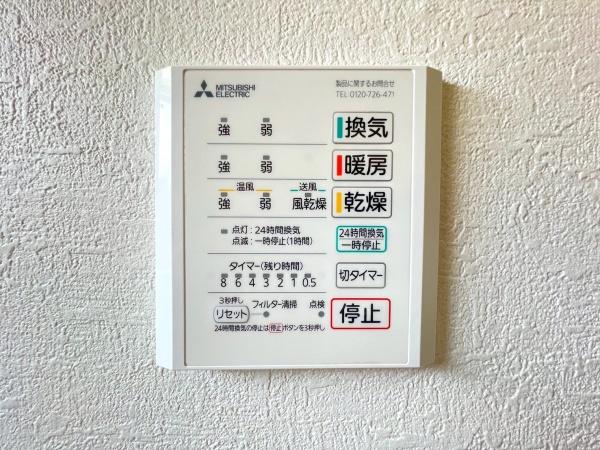 MITSUBISHI
ELECTRIC
製品に関するお問合せ
TEL 0120-726-471
強 弱 換気
強 弱 暖房
温風 送風
強 弱 風乾燥 乾燥
点灯：24時間換気
点滅：一時停止(1時間)
24時間換気
一時停止
タイマー(残り時間)
8 6 4 3 2 1 0.5
切タイマー
3秒押し
リセット フィルター清掃 点検
停止
24時間換気の停止は停止ボタンを3秒押し